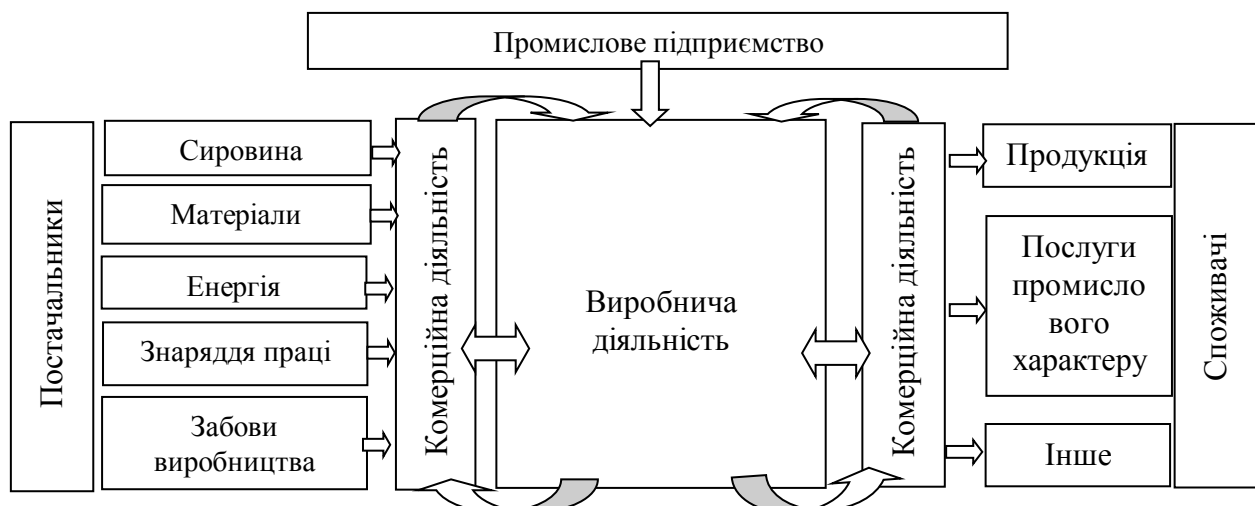 Промислове підприємство
Постачальники
Сировина
Матеріали
Енергія
Знаряддя праці
Забови
виробництва
Комерційна діяльність
Виробнича
діяльність
Комерційна діяльність
Продукція
Послуги
промисло
вого
характеру
Інше
Споживачі